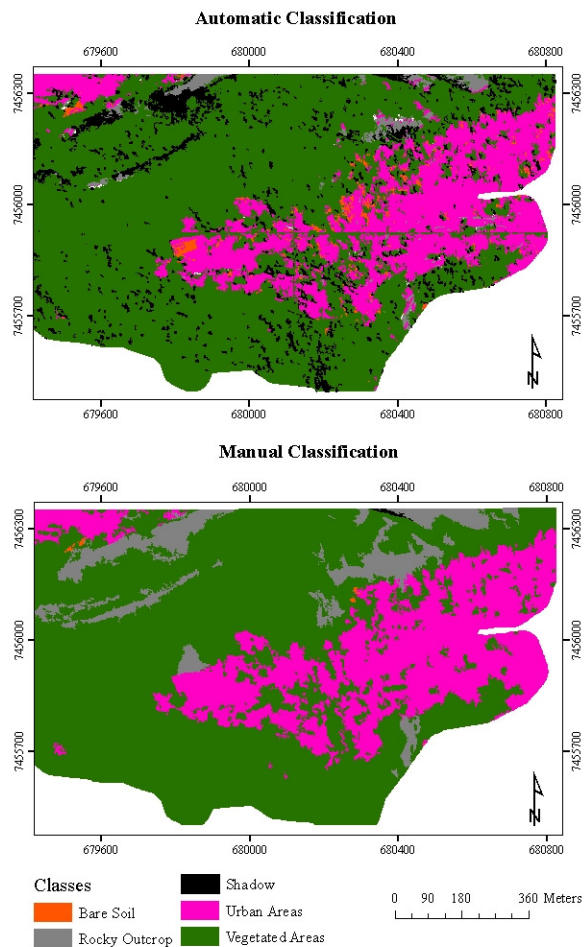 Automatic Classification
679600 680000 680400 680800
7456300 7456300
7456000 7456000
7455700 7455700
N
679600 680000 680400 680800
Manual Classification
679600 680000 680400 680800
7456300 7456300
7456000 7456000
7455700 7455700
N
679600 680000 680400 680800
Classes
Bare Soil
Rocky Outcrop
Shadow
Urban Areas
Vegetated Areas
0 90 180 360 Meters